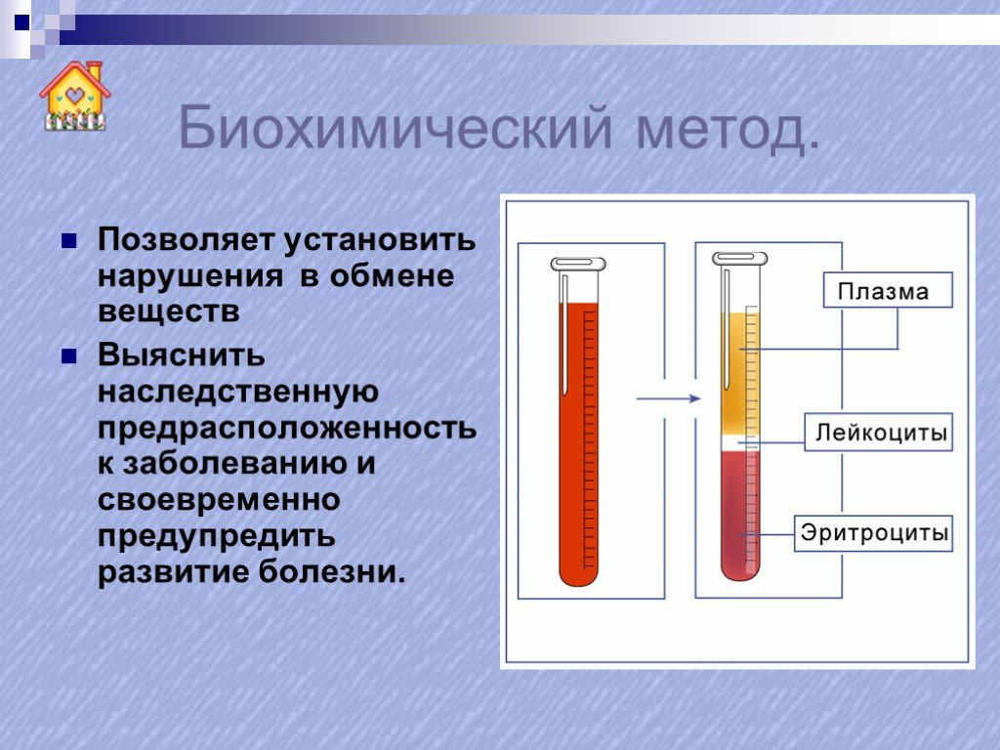 Биохимический метод.
Позволяет установить
нарушения в обмене
веществ
Выяснить
наследственную
предрасположенность
к заболеванию и
своевременно
предупредить
развитие болезни.
Плазма
Лейкоциты
Эритроциты